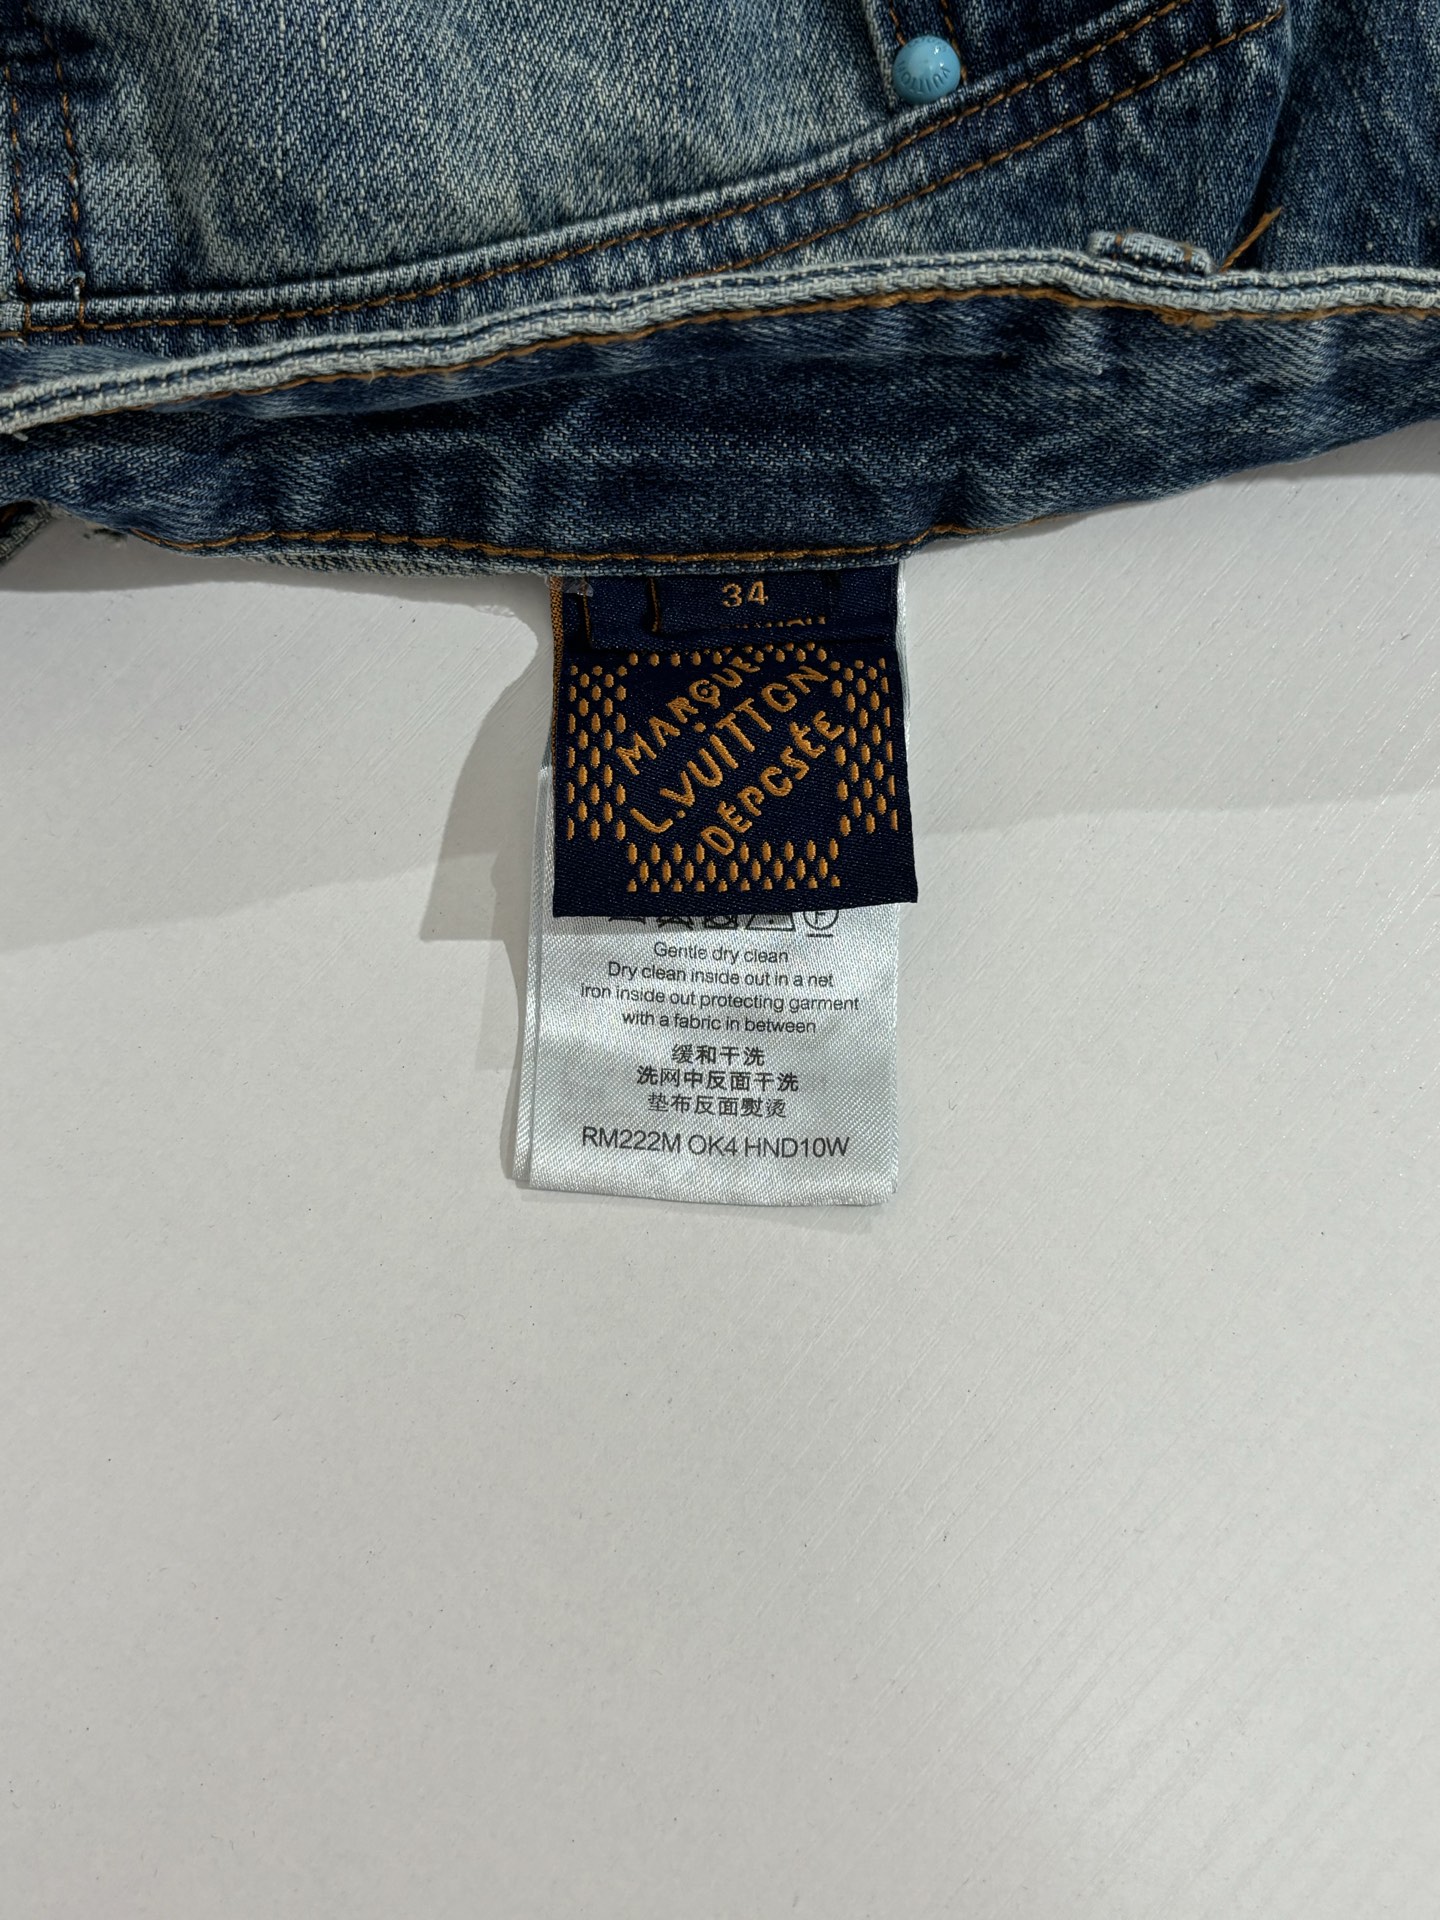 VUITTON
34
MARQUE
L.VUITTON
DÉPOSÉE
Gentle dry clean
Dry clean inside out in a net
iron inside out protecting garment
with a fabric in between
缓和干洗
洗网中反面干洗
垫布反面熨烫
RM222M OK4 HND10W